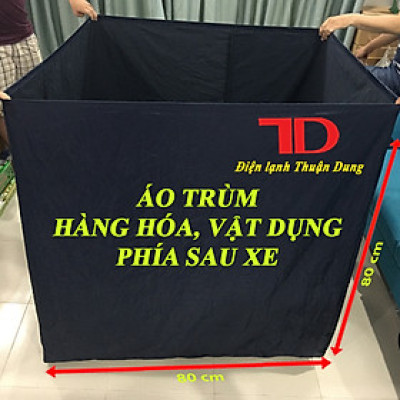 TD
Điện lạnh Thuận Dung
ÁO TRÙM
HÀNG HÓA, VẬT DỤNG
PHÍA SAU XE
80 cm
80 cm